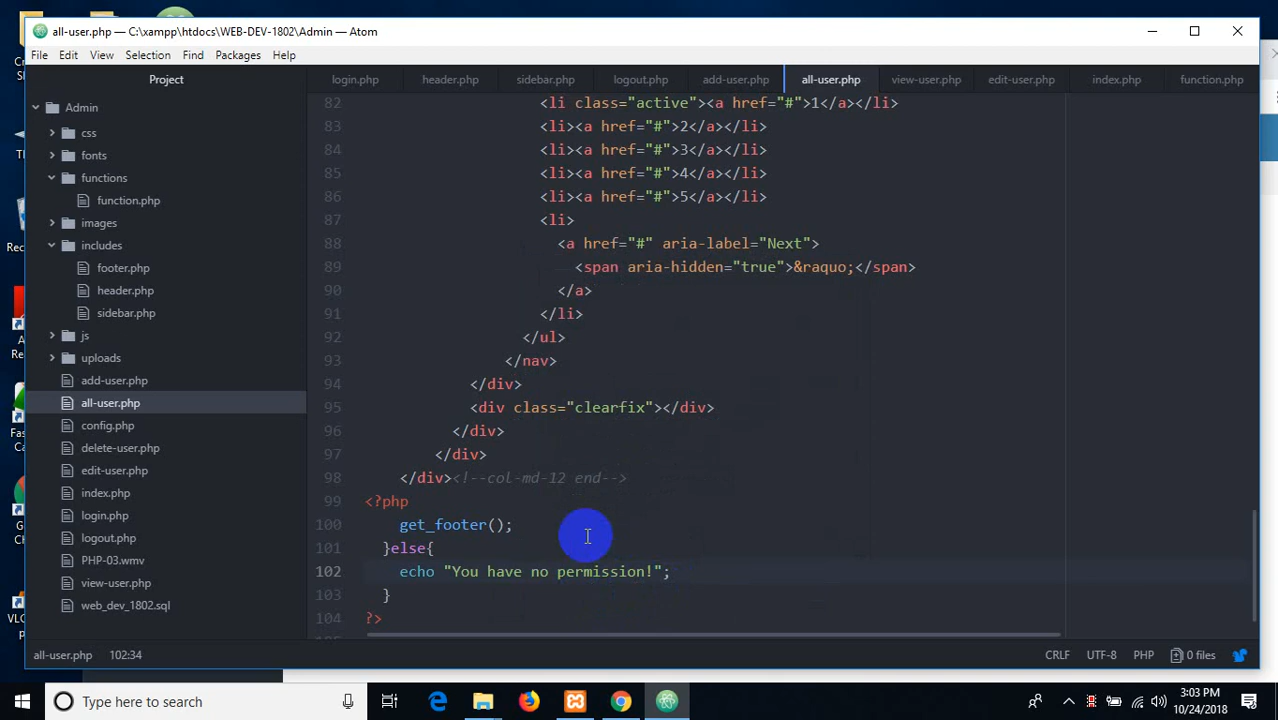 all-user.php — C:\xampp\htdocs\WEB-DEV-1802\Admin — Atom
File Edit View Selection Find Packages Help
Project
login.php header.php sidebar.php logout.php add-user.php all-user.php view-user.php edit-user.php index.php function.php
Admin
css
fonts
functions
function.php
images
includes
footer.php
header.php
sidebar.php
js
uploads
add-user.php
all-user.php
config.php
delete-user.php
edit-user.php
index.php
login.php
logout.php
PHP-03.wmv
view-user.php
web_dev_1802.sql
82 <li class="active"><a href="#">1</a></li>
83 <li><a href="#">2</a></li>
84 <li><a href="#">3</a></li>
85 <li><a href="#">4</a></li>
86 <li><a href="#">5</a></li>
87 <li>
88 <a href="#" aria-label="Next">
89 <span aria-hidden="true">&raquo;</span>
90 </a>
91 </li>
92 </ul>
93 </nav>
94 </div>
95 <div class="clearfix"></div>
96 </div>
97 </div>
98 </div><!--col-md-12 end-->
99 <?php
100 get_footer();
101 }else{
102 echo "You have no permission!";
103 }
104 ?>
all-user.php 102:34 CRLF UTF-8 PHP 0 files
Type here to search
3:03 PM
10/24/2018